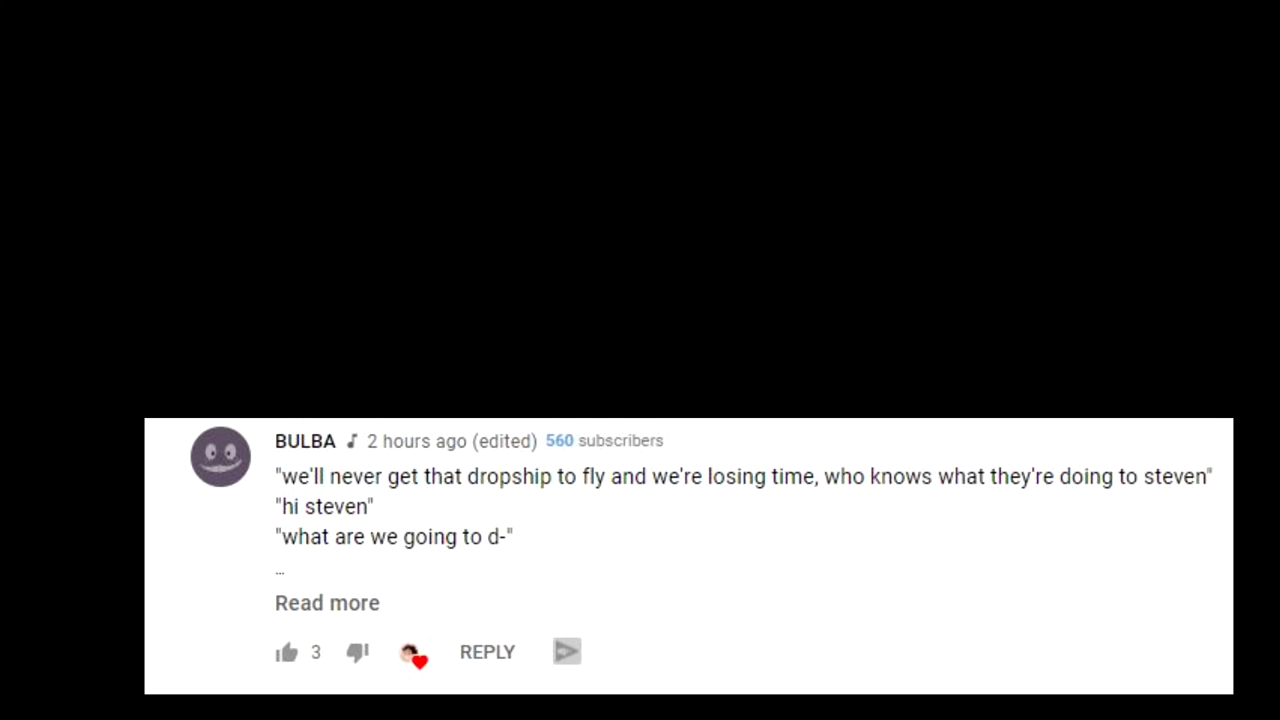 BULBA 2 hours ago (edited) 560 subscribers
"we'll never get that dropship to fly and we're losing time, who knows what they're doing to steven"
"hi steven"
"what are we going to d-"
...
Read more
3 REPLY